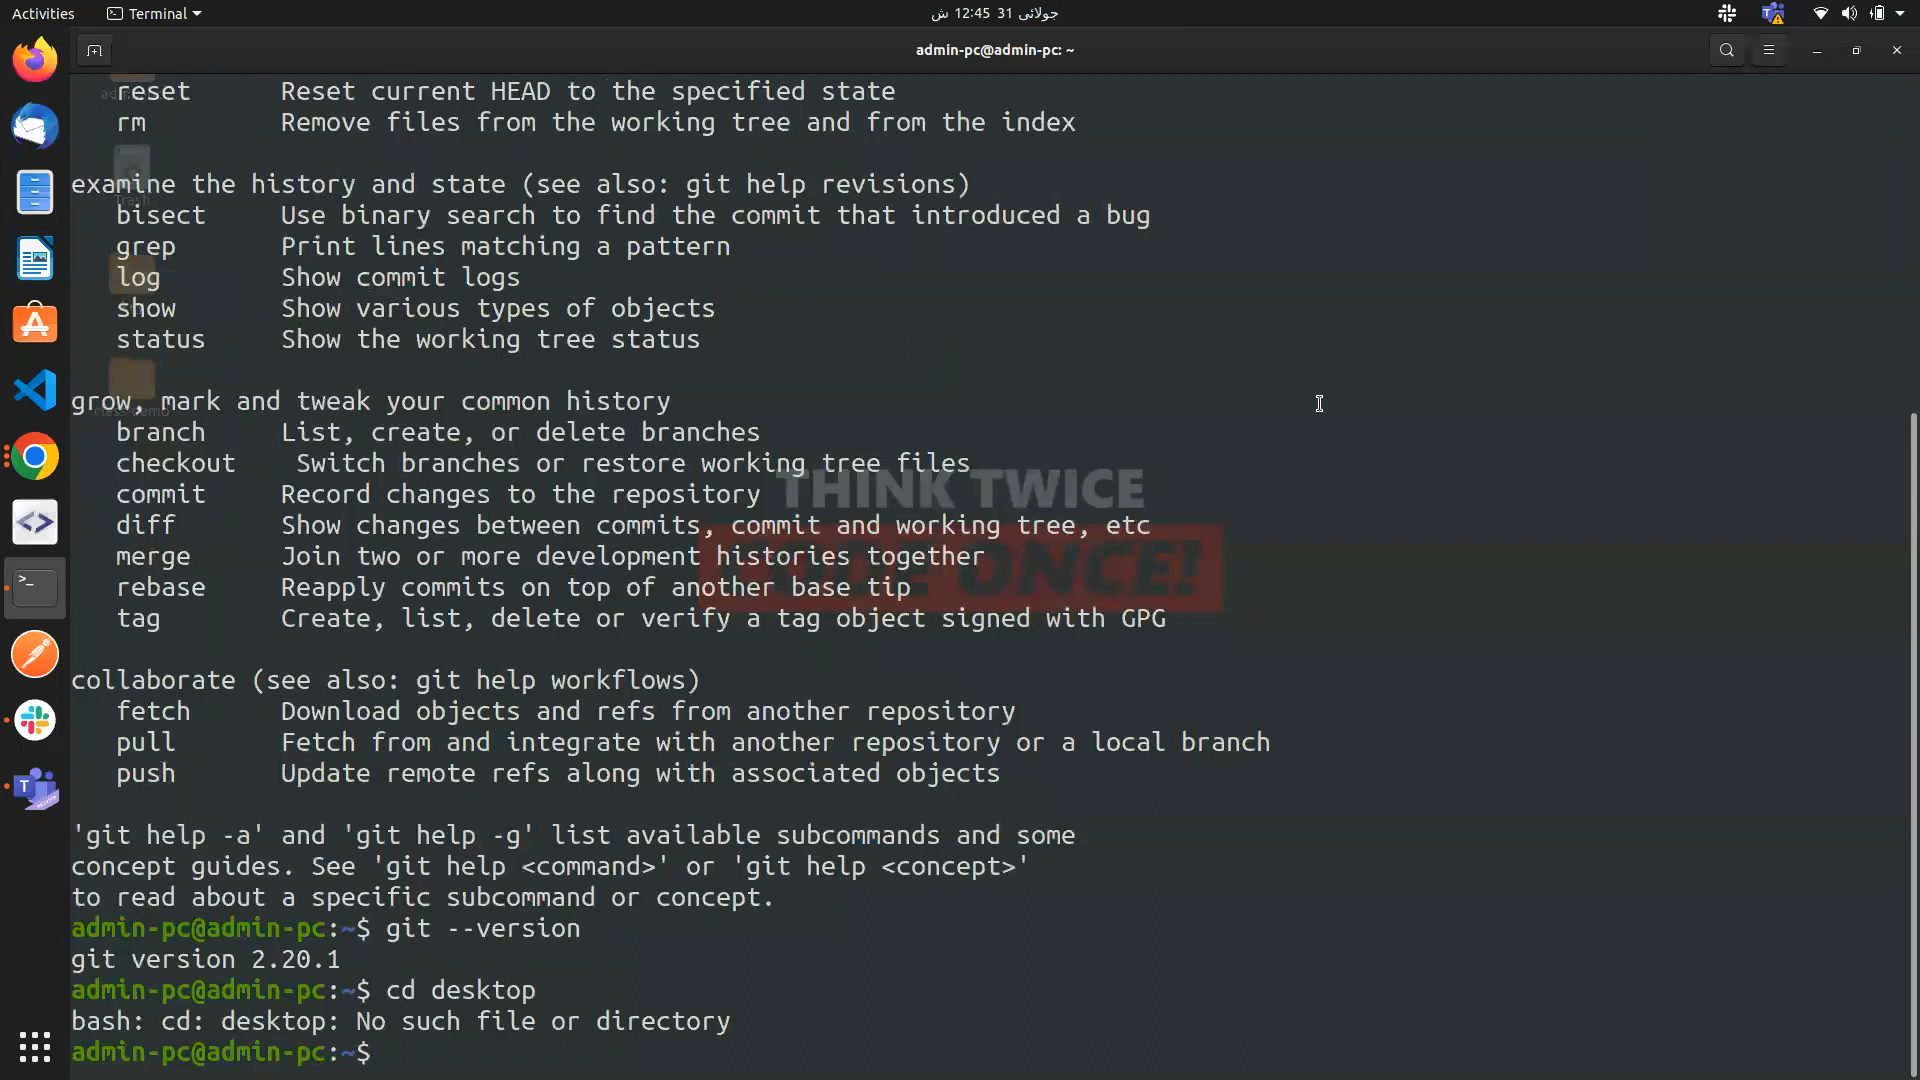 Activities
Terminal
جولائی 31 12:45 ش
admin-pc@admin-pc: ~
reset Reset current HEAD to the specified state
rm Remove files from the working tree and from the index
Trash
examine the history and state (see also: git help revisions)
bisect Use binary search to find the commit that introduced a bug
grep Print lines matching a pattern
log Show commit logs
show Show various types of objects
status Show the working tree status
grow, mark and tweak your common history
class demo
branch List, create, or delete branches
checkout Switch branches or restore working tree files
THINK TWICE
commit Record changes to the repository
diff Show changes between commits, commit and working tree, etc
merge Join two or more development histories together
CODE ONCE!
rebase Reapply commits on top of another base tip
tag Create, list, delete or verify a tag object signed with GPG
collaborate (see also: git help workflows)
fetch Download objects and refs from another repository
pull Fetch from and integrate with another repository or a local branch
push Update remote refs along with associated objects
'git help -a' and 'git help -g' list available subcommands and some
concept guides. See 'git help <command>' or 'git help <concept>'
to read about a specific subcommand or concept.
admin-pc@admin-pc:~$ git --version
git version 2.20.1
admin-pc@admin-pc:~$ cd desktop
bash: cd: desktop: No such file or directory
admin-pc@admin-pc:~$